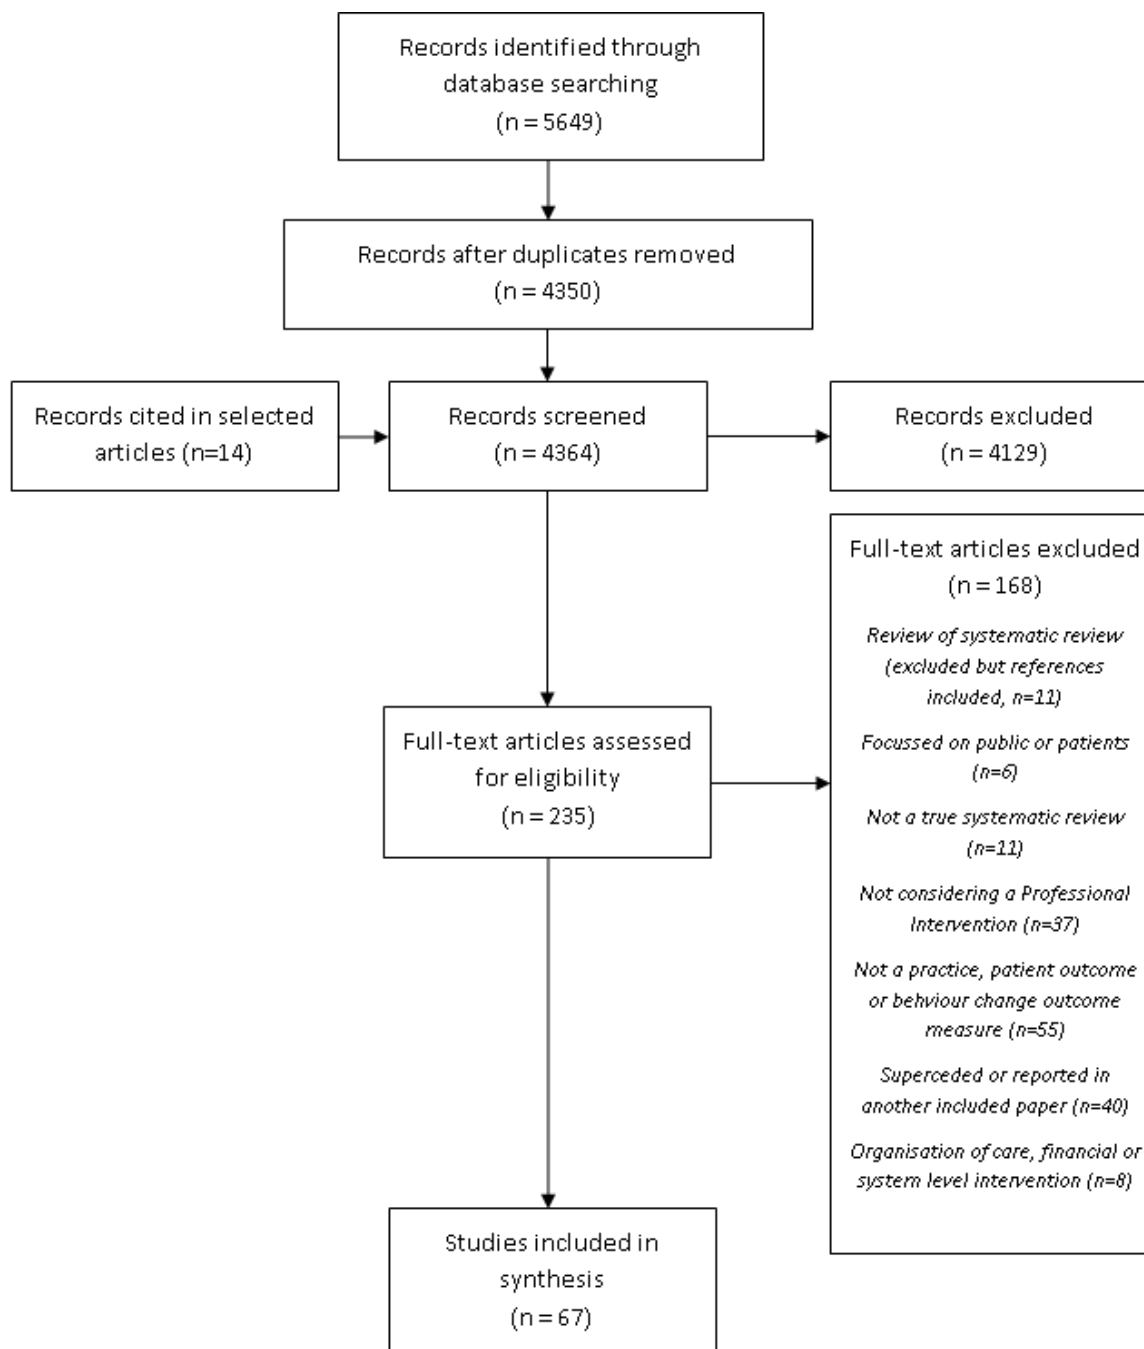 Records identified through
database searching
(n = 5649)
Records after duplicates removed
(n = 4350)
Records cited in selected
articles (n=14)
Records screened
(n = 4364)
Records excluded
(n = 4129)
Full-text articles excluded
(n = 168)
Review of systematic review
(excluded but references
included, n=11)
Focussed on public or patients
(n=6)
Not a true systematic review
(n=11)
Not considering a Professional
Intervention (n=37)
Not a practice, patient outcome
or behviour change outcome
measure (n=55)
Superceded or reported in
another included paper (n=40)
Organisation of care, financial or
system level intervention (n=8)
Full-text articles assessed
for eligibility
(n = 235)
Studies included in
synthesis
(n = 67)